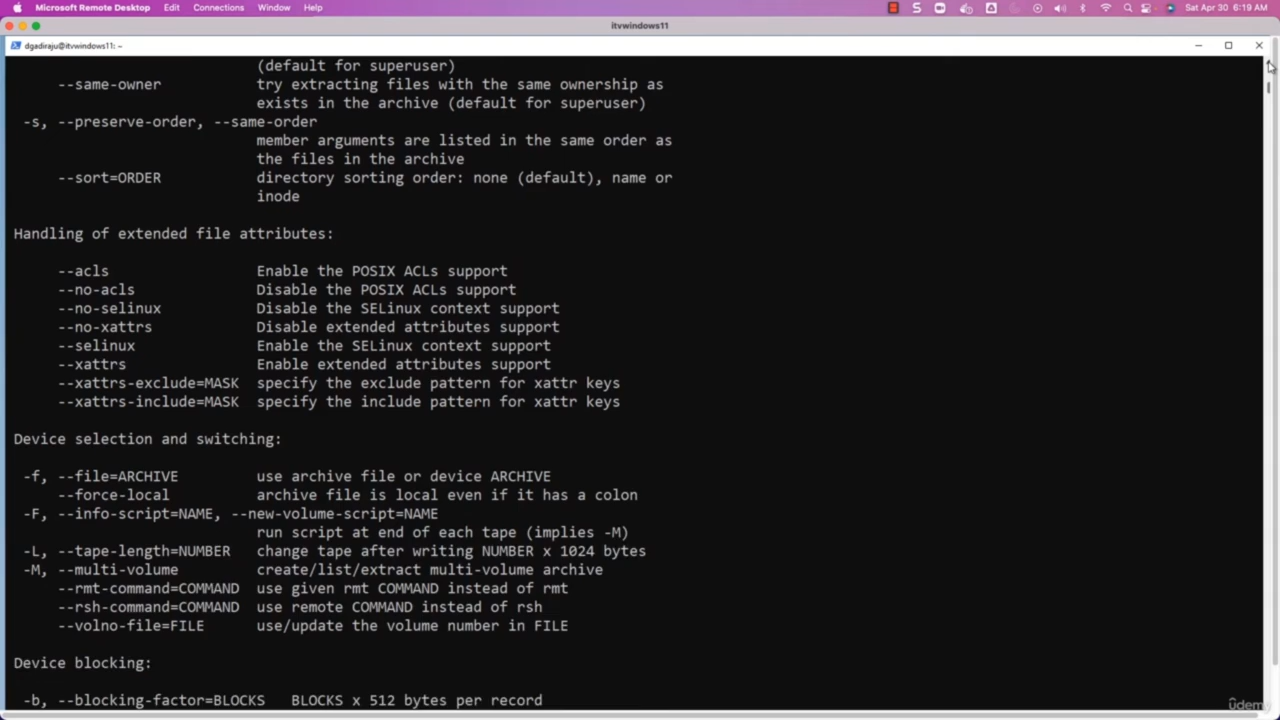 Microsoft Remote Desktop Edit Connections Window Help Sat Apr 30 6:19 AM
itvwindows11
dgadiraju@itvwindows11: ~
(default for superuser)
--same-owner try extracting files with the same ownership as
exists in the archive (default for superuser)
-s, --preserve-order, --same-order
member arguments are listed in the same order as
the files in the archive
--sort=ORDER directory sorting order: none (default), name or
inode
Handling of extended file attributes:
--acls Enable the POSIX ACLs support
--no-acls Disable the POSIX ACLs support
--no-selinux Disable the SELinux context support
--no-xattrs Disable extended attributes support
--selinux Enable the SELinux context support
--xattrs Enable extended attributes support
--xattrs-exclude=MASK specify the exclude pattern for xattr keys
--xattrs-include=MASK specify the include pattern for xattr keys
Device selection and switching:
-f, --file=ARCHIVE use archive file or device ARCHIVE
--force-local archive file is local even if it has a colon
-F, --info-script=NAME, --new-volume-script=NAME
run script at end of each tape (implies -M)
-L, --tape-length=NUMBER change tape after writing NUMBER x 1024 bytes
-M, --multi-volume create/list/extract multi-volume archive
--rmt-command=COMMAND use given rmt COMMAND instead of rmt
--rsh-command=COMMAND use remote COMMAND instead of rsh
--volno-file=FILE use/update the volume number in FILE
Device blocking:
-b, --blocking-factor=BLOCKS BLOCKS x 512 bytes per record
ûdemy